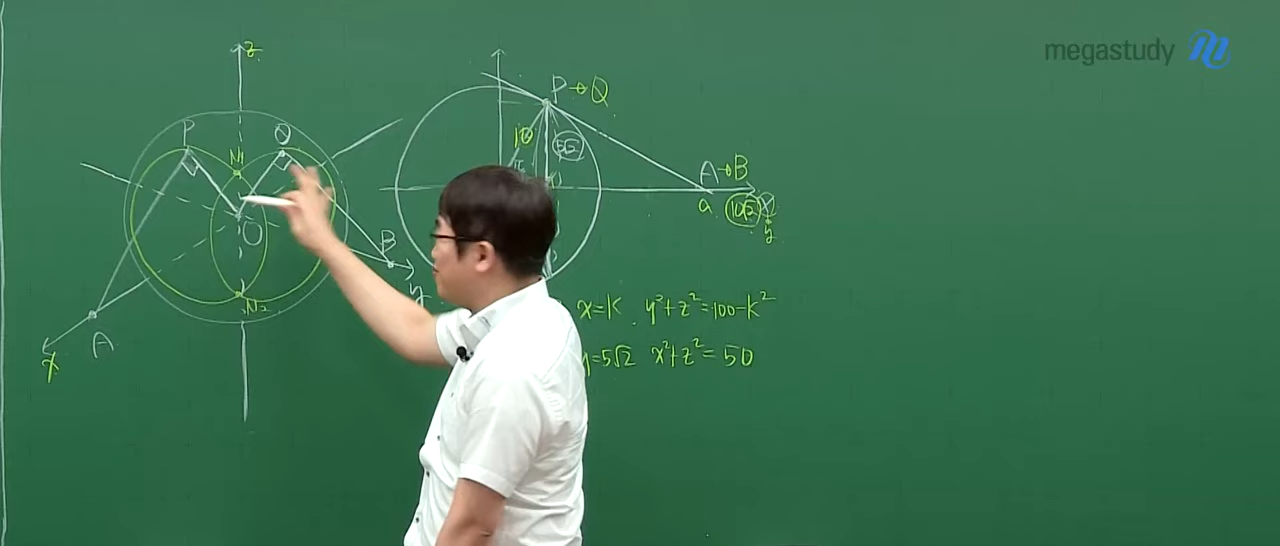 megastudy
z
P
Q
N1
O
B
y
N2
A
x
P→Q
10
5√2
A→B
a
10√2
y
x=k y²+z²=100-k²
=5√2 x²+z²=50